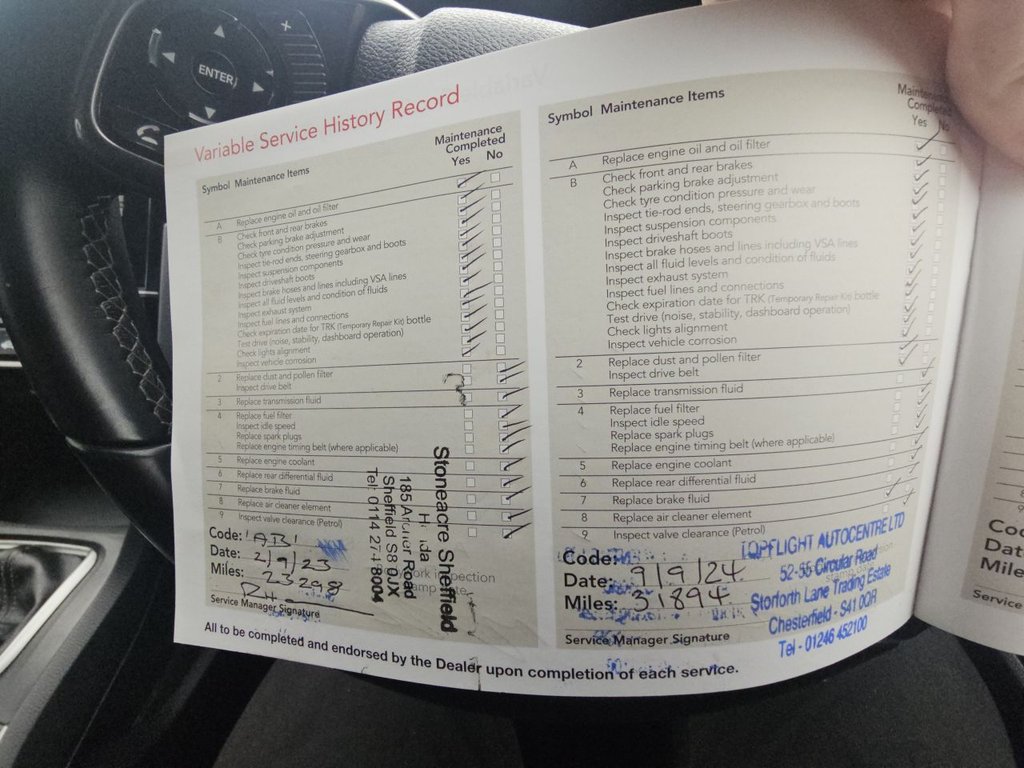 ENTER
Variable Service History Record
Symbol Maintenance Items
Maintenance
Completed
Yes No
A Replace engine oil and oil filter
B Check front and rear brakes
Check parking brake adjustment
Check tyre condition pressure and wear
Inspect tie-rod ends, steering gearbox and boots
Inspect suspension components
Inspect driveshaft boots
Inspect brake hoses and lines including VSA lines
Inspect all fluid levels and condition of fluids
Inspect exhaust system
Inspect fuel lines and connections
Check expiration date for TRK (Temporary Repair Kit) bottle
Test drive (noise, stability, dashboard operation)
Check lights alignment
Inspect vehicle corrosion
2 Replace dust and pollen filter
Inspect drive belt
3 Replace transmission fluid
4 Replace fuel filter
Inspect idle speed
Replace spark plugs
Replace engine timing belt (where applicable)
5 Replace engine coolant
6 Replace rear differential fluid
7 Replace brake fluid
8 Replace air cleaner element
9 Inspect valve clearance (Petrol)
Code: ABI
Date: 2/9/23
Miles: 23298
Service Manager Signature
Stoneacre Sheffield
185 Archer Road
Sheffield S8 0JX
Tel: 0114 27 8004
Symbol Maintenance Items
Yes No
A Replace engine oil and oil filter
B Check front and rear brakes
Check parking brake adjustment
Check tyre condition pressure and wear
Inspect tie-rod ends, steering gearbox and boots
Inspect suspension components
Inspect driveshaft boots
Inspect brake hoses and lines including VSA lines
Inspect all fluid levels and condition of fluids
Inspect exhaust system
Inspect fuel lines and connections
Check expiration date for TRK (Temporary Repair Kit) bottle
Test drive (noise, stability, dashboard operation)
Check lights alignment
Inspect vehicle corrosion
2 Replace dust and pollen filter
Inspect drive belt
3 Replace transmission fluid
4 Replace fuel filter
Inspect idle speed
Replace spark plugs
Replace engine timing belt (where applicable)
5 Replace engine coolant
6 Replace rear differential fluid
7 Replace brake fluid
8 Replace air cleaner element
9 Inspect valve clearance (Petrol)
Code:
Date: 9/9/24
Miles: 31894
Service Manager Signature
TOPFLIGHT AUTOCENTRE LTD
52-55 Circular Road
Storforth Lane Trading Estate
Chesterfield - S41 0QR
Tel - 01246 452100
All to be completed and endorsed by the Dealer upon completion of each service.